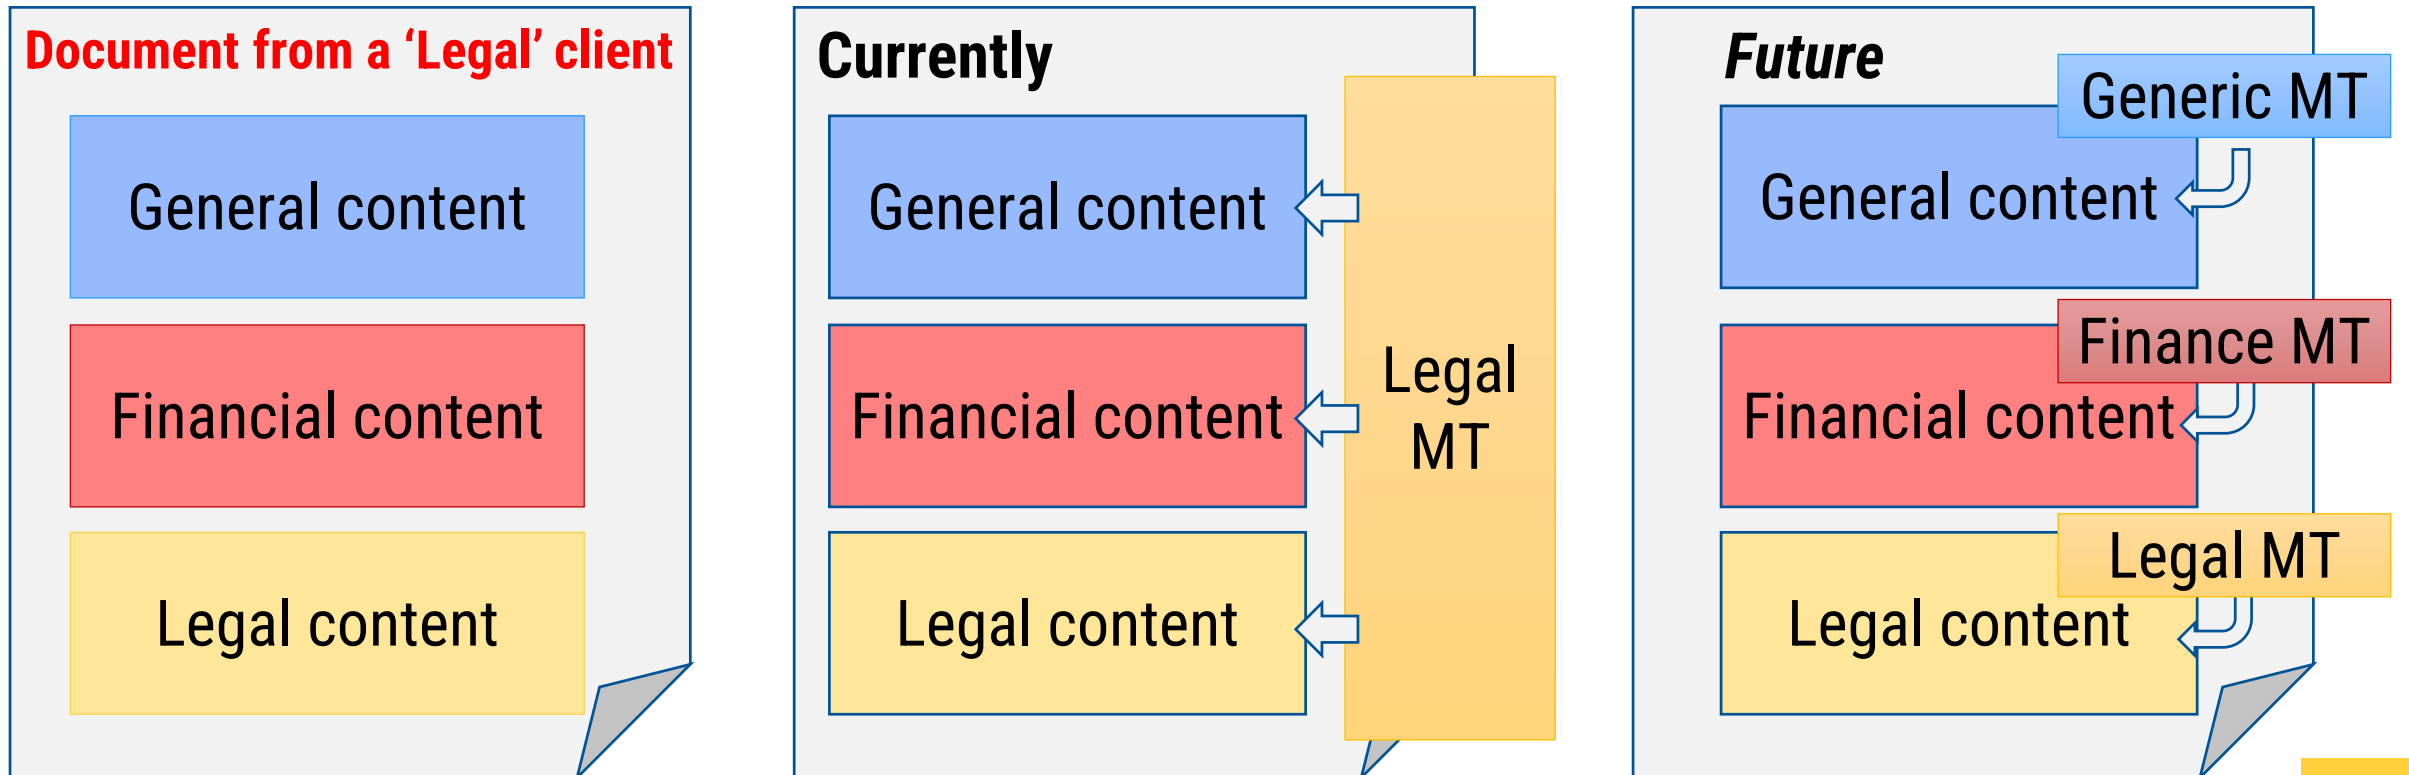 Document from a ‘Legal’ client
General content
Financial content
Legal content
Currently
General content
Financial content
Legal content
Legal
MT
Future
Generic MT
General content
Finance MT
Financial content
Legal MT
Legal content